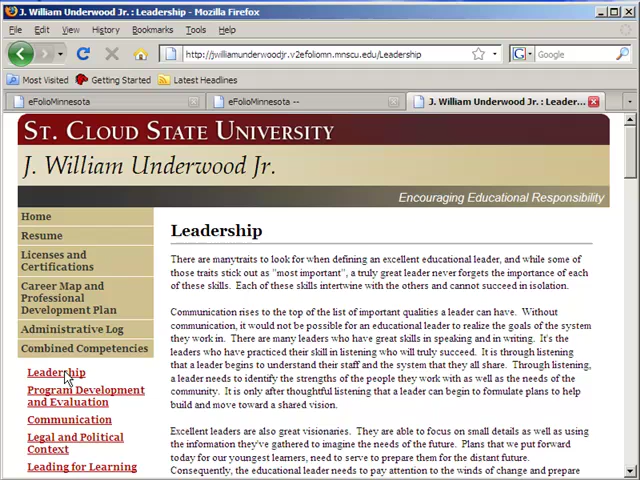 J. William Underwood Jr. : Leadership - Mozilla Firefox
File Edit View History Bookmarks Tools Help
http://jwilliamunderwoodjr.v2efoliomn.mnscu.edu/Leadership
Google
Most Visited Getting Started Latest Headlines
eFolioMinnesota
eFolioMinnesota --
J. William Underwood Jr. : Leader...
ST. CLOUD STATE UNIVERSITY
J. William Underwood Jr.
Encouraging Educational Responsibility
Home
Resume
Licenses and
Certifications
Career Map and
Professional
Development Plan
Administrative Log
Combined Competencies
Leadership
Program Development
and Evaluation
Communication
Legal and Political
Context
Leading for Learning
Leadership
There are manytraits to look for when defining an excellent educational leader, and while some of
those traits stick out as "most important", a truly great leader never forgets the importance of each
of these skills. Each of these skills intertwine with the others and cannot succeed in isolation.
Communication rises to the top of the list of important qualities a leader can have. Without
communication, it would not be possible for an educational leader to realize the goals of the system
they work in. There are many leaders who have great skills in speaking and in writing. It's the
leaders who have practiced their skill in listening who will truly succeed. It is through listening
that a leader begins to understand their staff and the system that they all share. Through listening,
a leader needs to identify the strengths of the people they work with as well as the needs of the
community. It is only after thoughtful listening that a leader can begin to formulate plans to help
build and move toward a shared vision.
Excellent leaders are also great visionaries. They are able to focus on small details as well as using
the information they've gathered to imagine the needs of the future. Plans that we put forward
today for our youngest learners, need to serve to prepare them for the distant future.
Consequently, the educational leader needs to pay attention to the winds of change and prepare